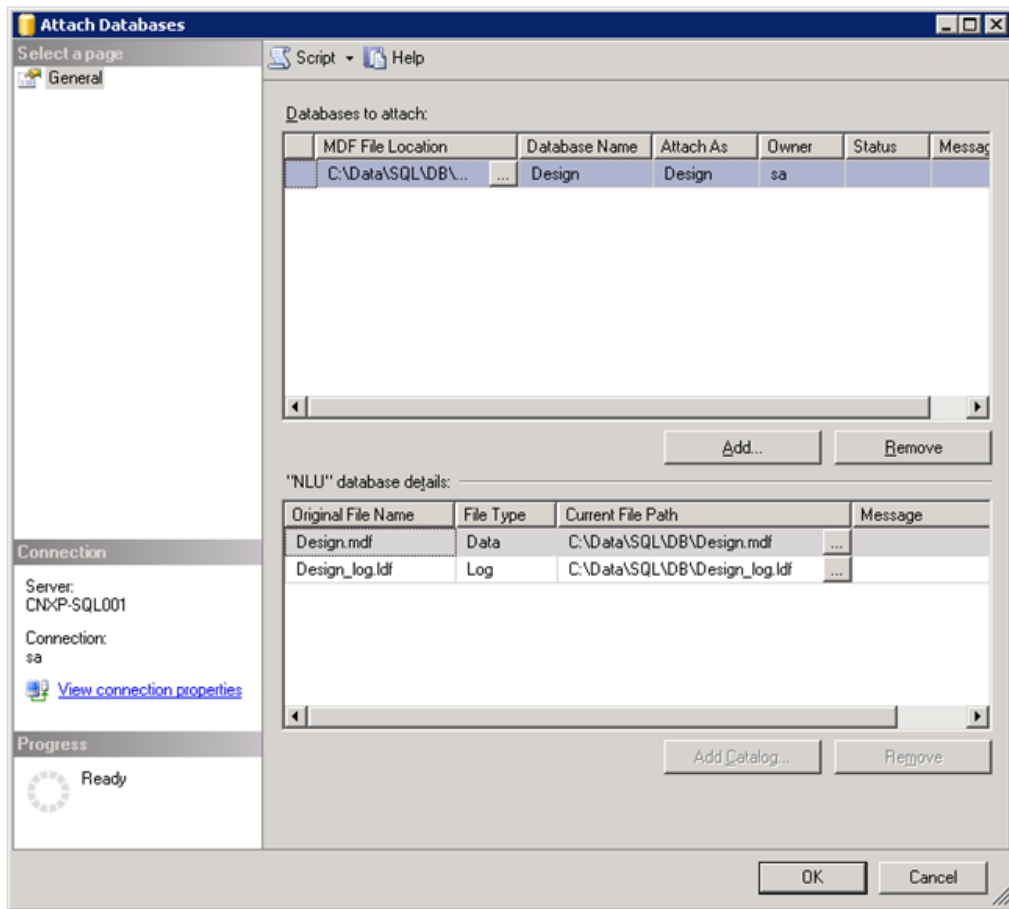 Attach Databases
Select a page
General
Script Help
Databases to attach:
MDF File Location Database Name Attach As Owner Status Messag
C:\Data\SQL\DB\... ... Design Design sa
Add... Remove
"NLU" database details:
Original File Name File Type Current File Path Message
Design.mdf Data C:\Data\SQL\DB\Design.mdf ...
Design_log.ldf Log C:\Data\SQL\DB\Design_log.ldf ...
Add Catalog... Remove
Connection
Server:
CNXP-SQL001
Connection:
sa
View connection properties
Progress
Ready
OK Cancel